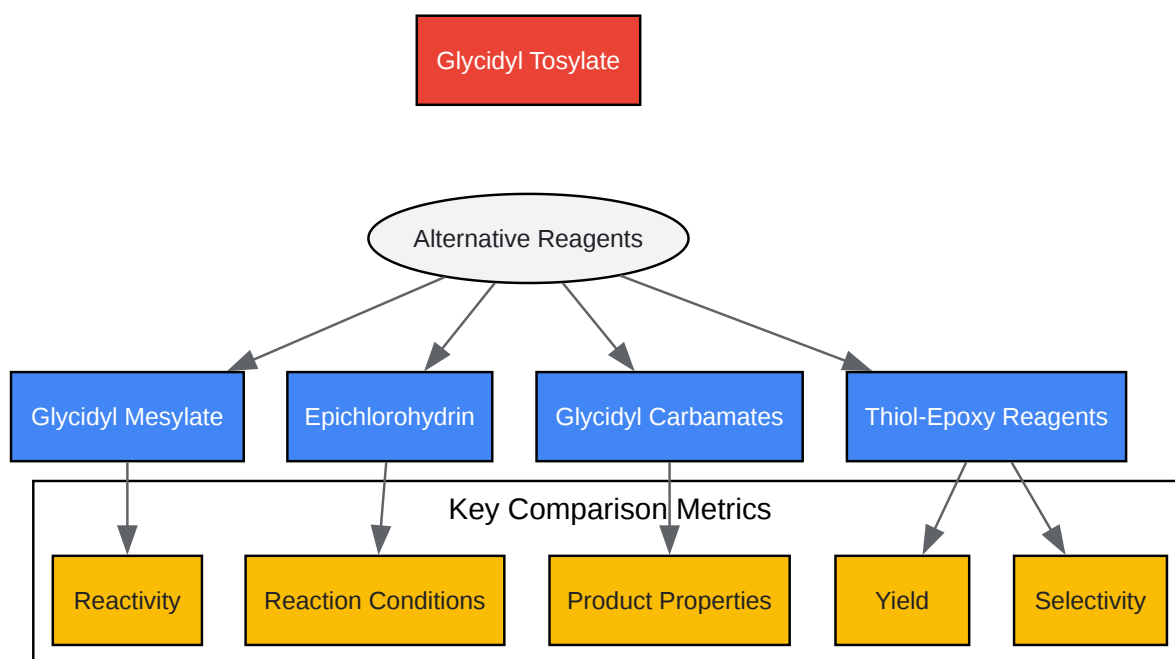 Glycidyl Tosylate
Alternative Reagents
Glycidyl Mesylate
Epichlorohydrin
Glycidyl Carbamates
Thiol-Epoxy Reagents
Key Comparison Metrics
Reactivity
Reaction Conditions
Product Properties
Yield
Selectivity